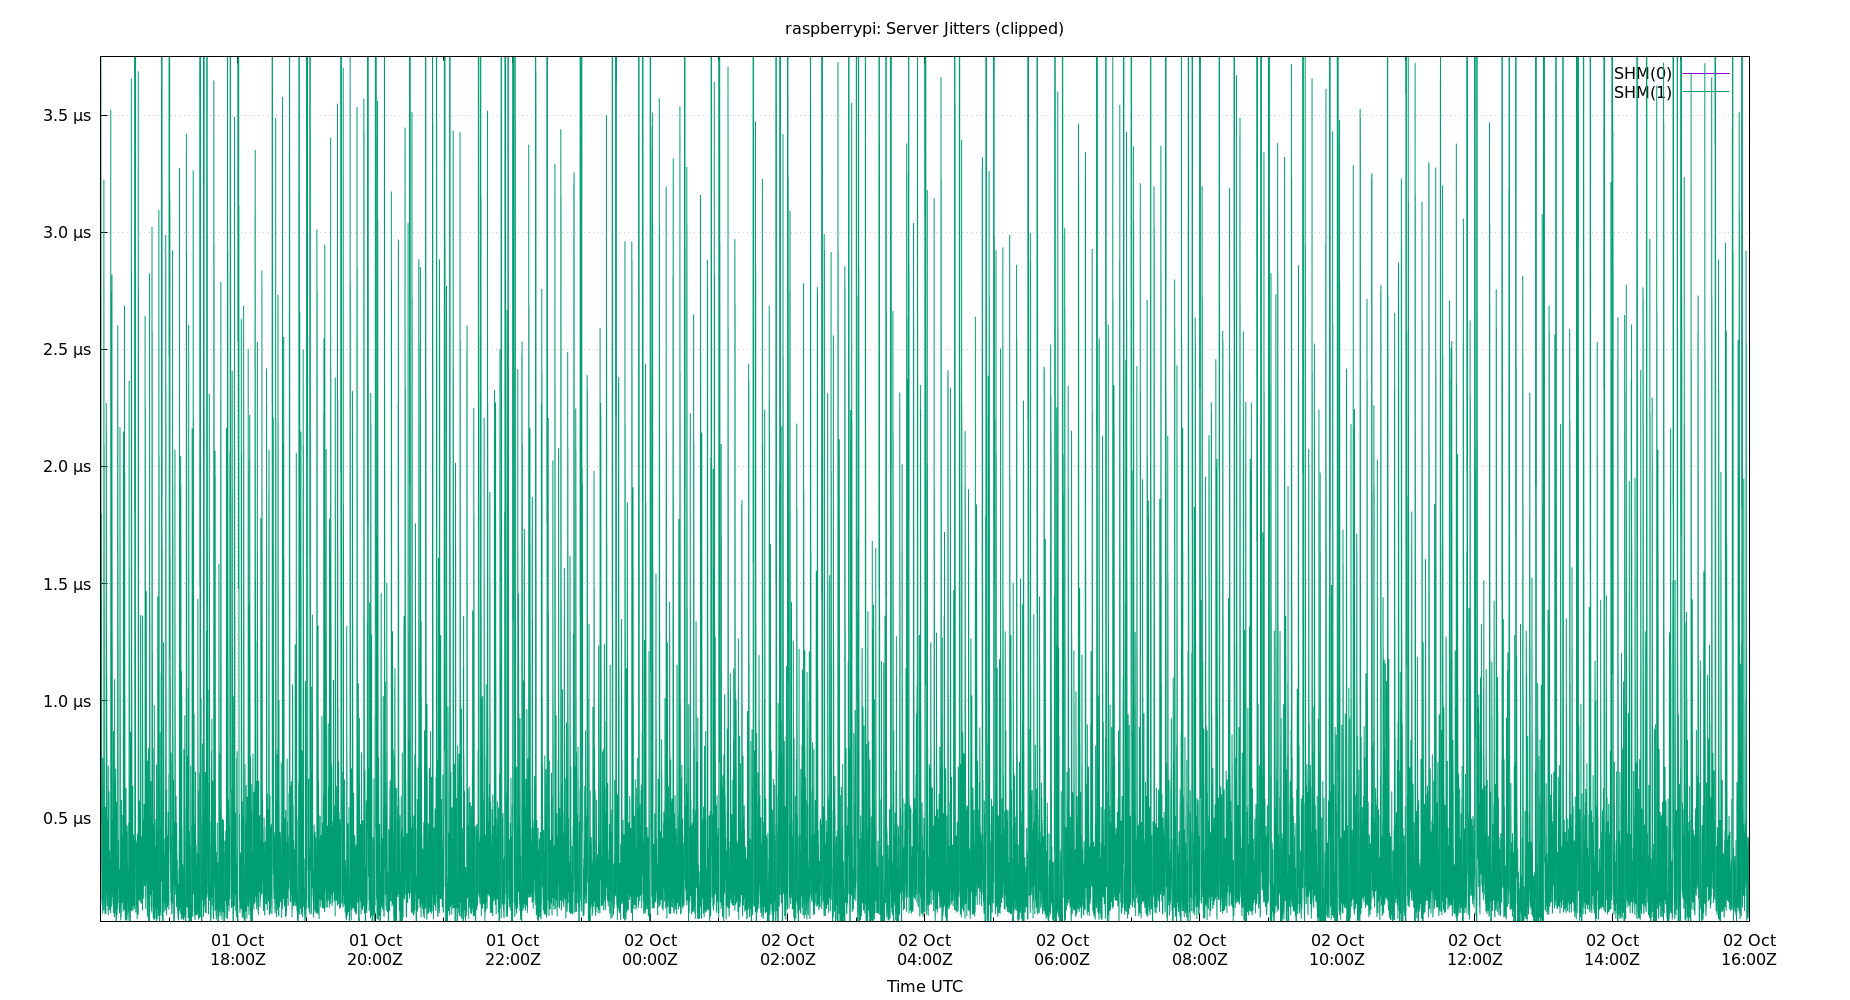 raspberrypi: Server Jitters (clipped)
SHM(0)
SHM(1)
3.5 µs
3.0 µs
2.5 µs
2.0 µs
1.5 µs
1.0 µs
0.5 µs
01 Oct 01 Oct 01 Oct 02 Oct 02 Oct 02 Oct 02 Oct 02 Oct 02 Oct 02 Oct 02 Oct 02 Oct
18:00Z 20:00Z 22:00Z 00:00Z 02:00Z 04:00Z 06:00Z 08:00Z 10:00Z 12:00Z 14:00Z 16:00Z
Time UTC